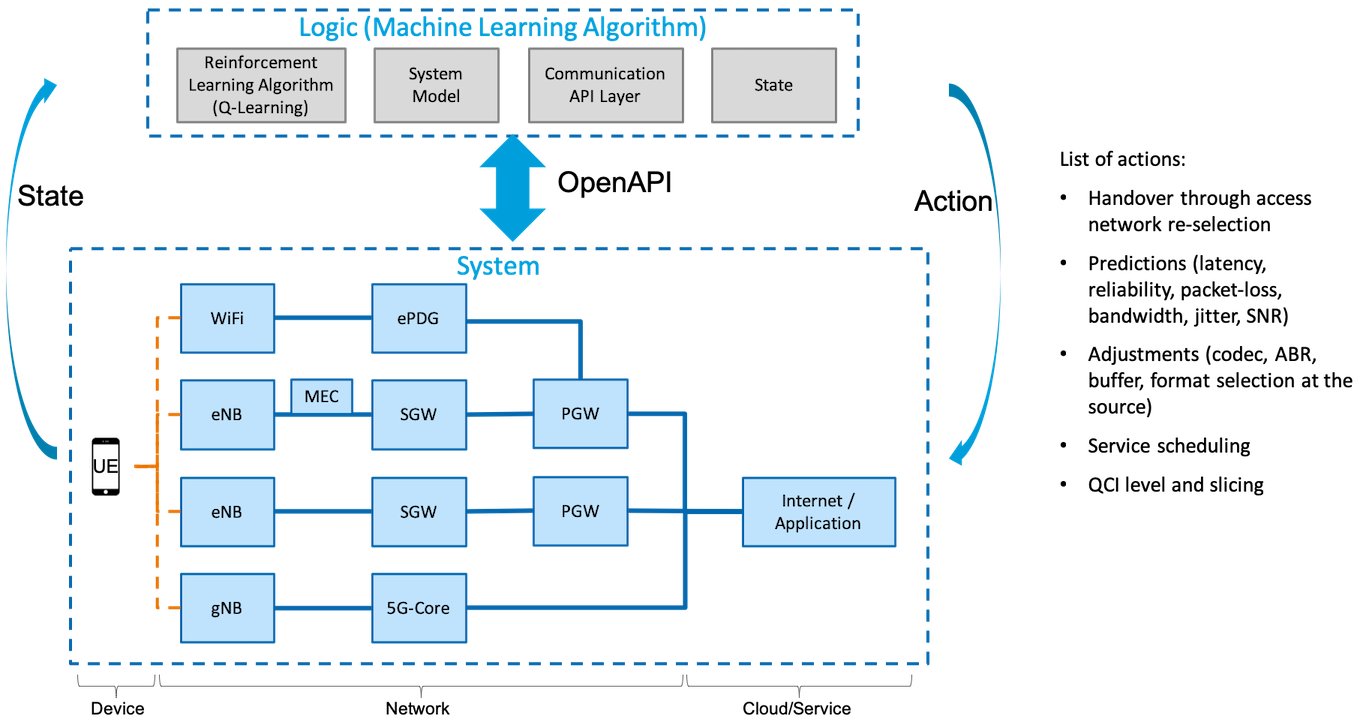 Logic (Machine Learning Algorithm)
Reinforcement
Learning Algorithm
(Q-Learning)
System
Model
Communication
API Layer
State
State
OpenAPI
Action
System
WiFi
ePDG
eNB
MEC
SGW
PGW
UE
eNB
SGW
PGW
Internet /
Application
gNB
5G-Core
Device
Network
Cloud/Service
List of actions:
• Handover through access
network re-selection
• Predictions (latency,
reliability, packet-loss,
bandwidth, jitter, SNR)
• Adjustments (codec, ABR,
buffer, format selection at the
source)
• Service scheduling
• QCI level and slicing